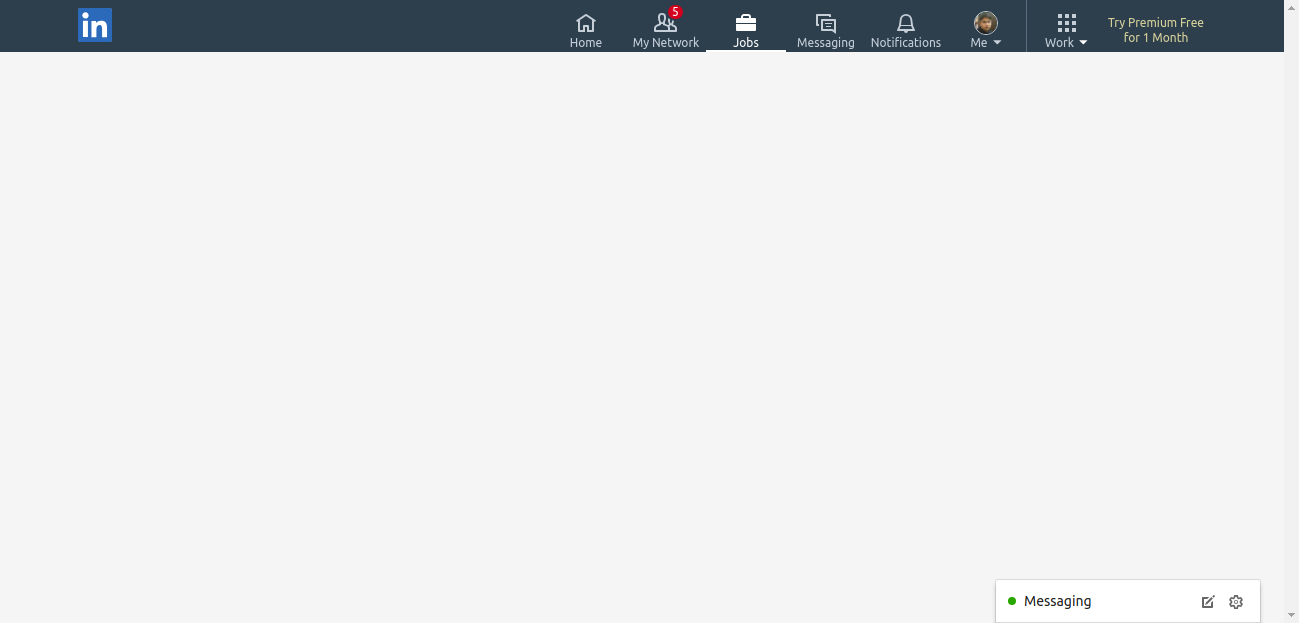 in
5
Home
My Network
Jobs
Messaging
Notifications
Me
Work
Try Premium Free
for 1 Month
Messaging